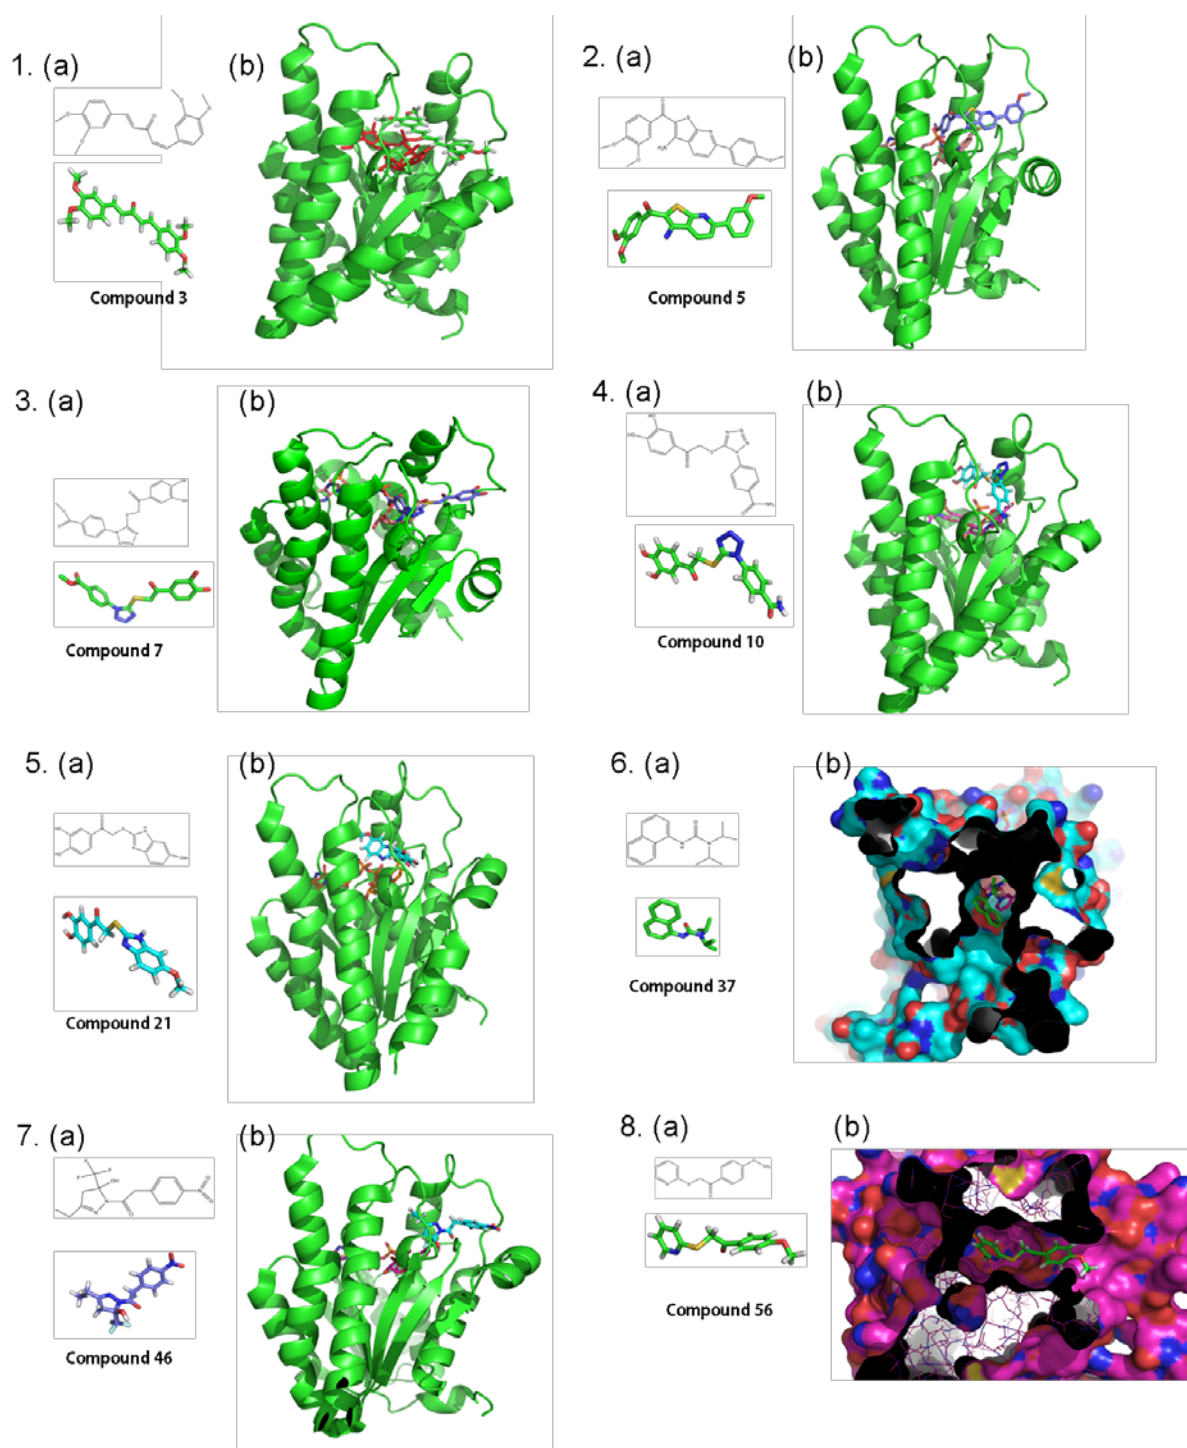 1. (a) (b)
Compound 3
2. (a) (b)
Compound 5
3. (a) (b)
Compound 7
4. (a) (b)
Compound 10
5. (a) (b)
Compound 21
6. (a) (b)
Compound 37
7. (a) (b)
Compound 46
8. (a) (b)
Compound 56